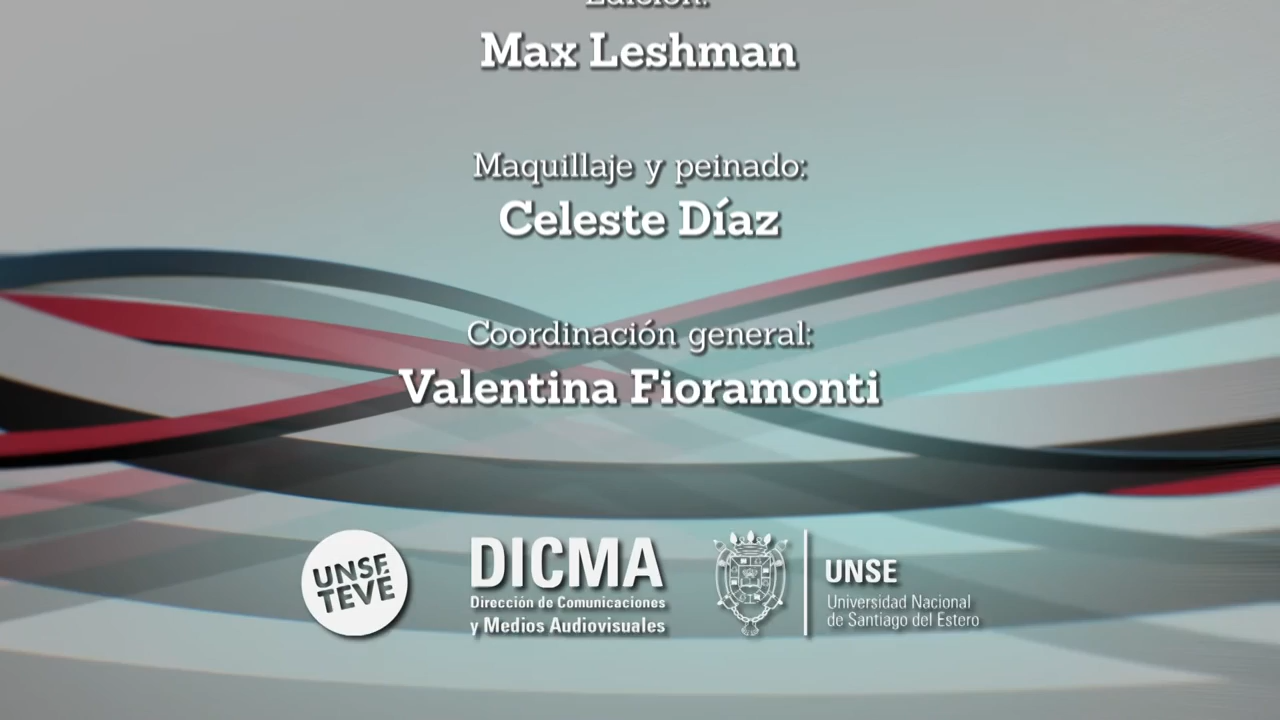 Edición:
Max Leshman
Maquillaje y peinado:
Celeste Díaz
Coordinación general:
Valentina Fioramonti
UNSE
TEVE
DICMA
Dirección de Comunicaciones
y Medios Audiovisuales
UNSE
Universidad Nacional
de Santiago del Estero